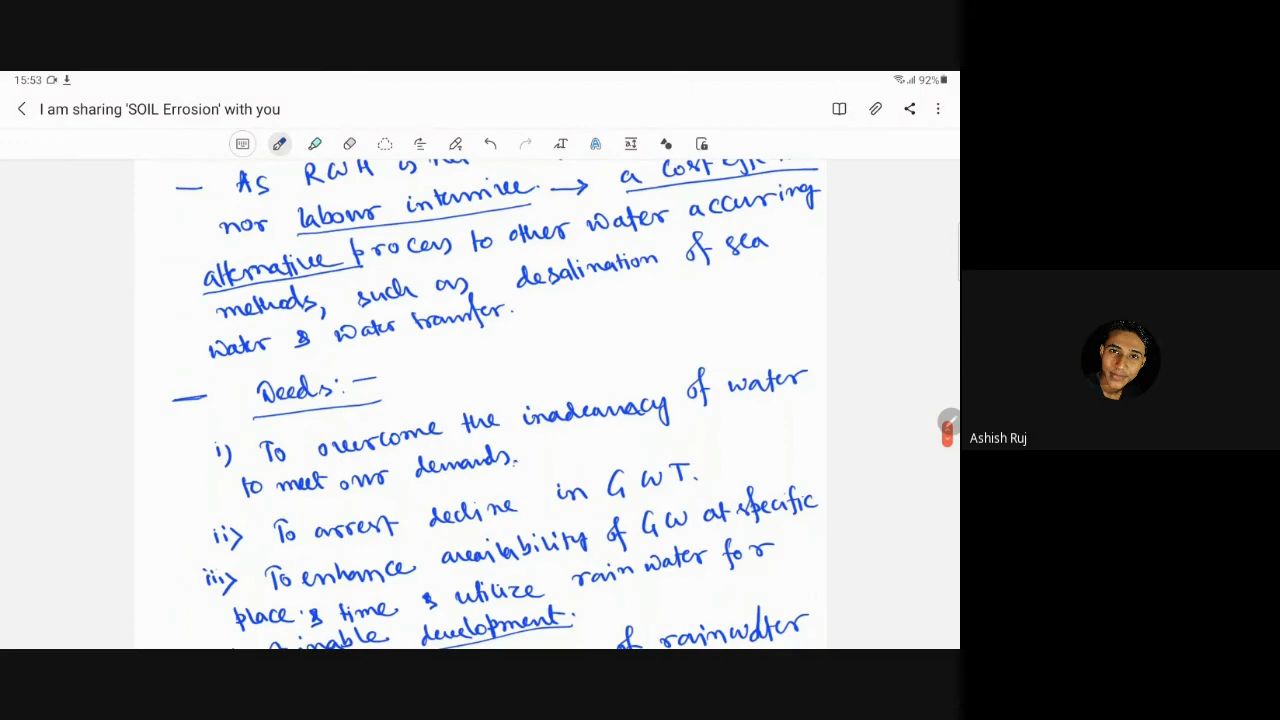 15:53
92%
I am sharing 'SOIL Errosion' with you
— As RWH is
nor labour intensive. → a cost
alternative process to other water accuring
methods, such as desalination of sea
water & water transfer.
— Needs:—
i) To overcome the inadequacy of water
to meet our demands.
ii) To arrest decline in GWT.
iii) To enhance availability of GW at specific
place & time & utilize rain water for
development.
of rainwater
Ashish Ruj